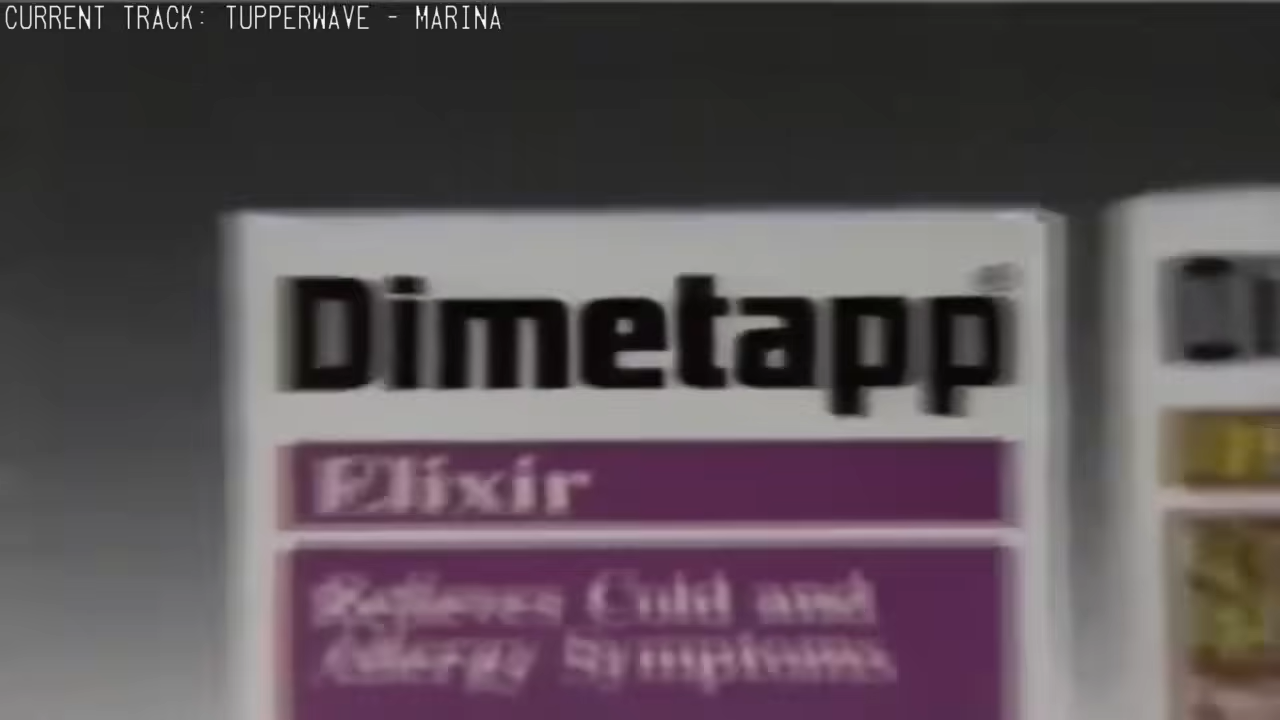 CURRENT TRACK: TUPPERWAVE - MARINA
Dimetapp®
Elixir
Relieves Cold and
Allergy Symptoms